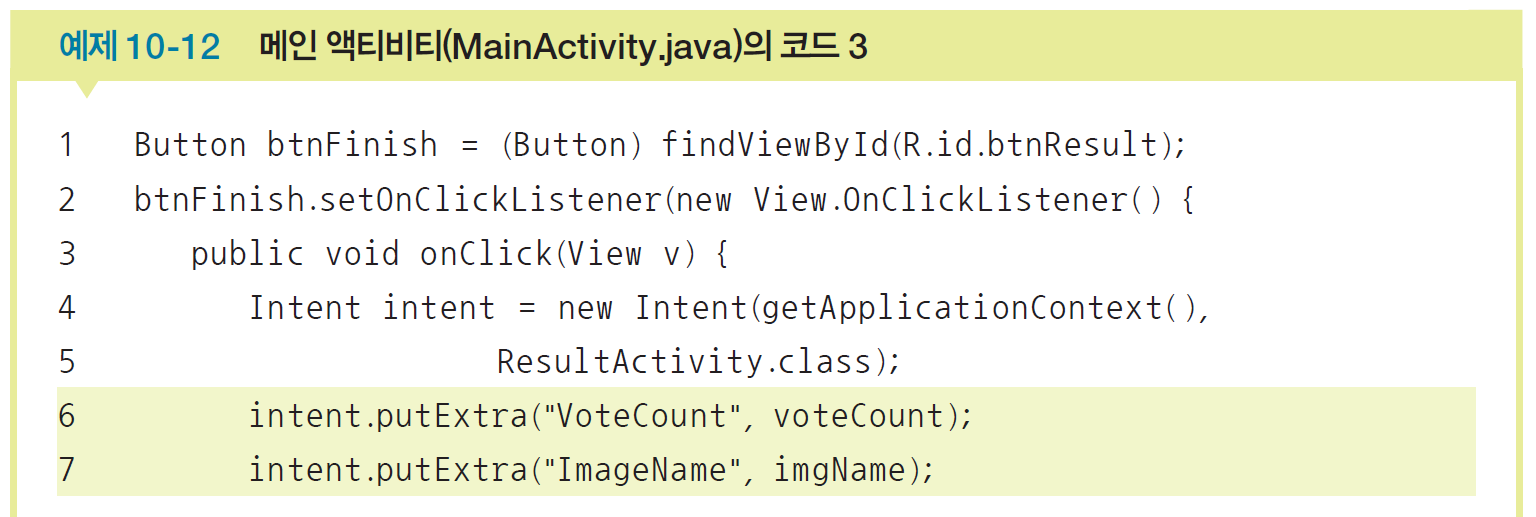 예제 10-12 메인 액티비티(MainActivity.java)의 코드 3
1 Button btnFinish = (Button) findViewById(R.id.btnResult);
2 btnFinish.setOnClickListener(new View.OnClickListener() {
3 public void onClick(View v) {
4 Intent intent = new Intent(getApplicationContext(),
5 ResultActivity.class);
6 intent.putExtra("VoteCount", voteCount);
7 intent.putExtra("ImageName", imgName);